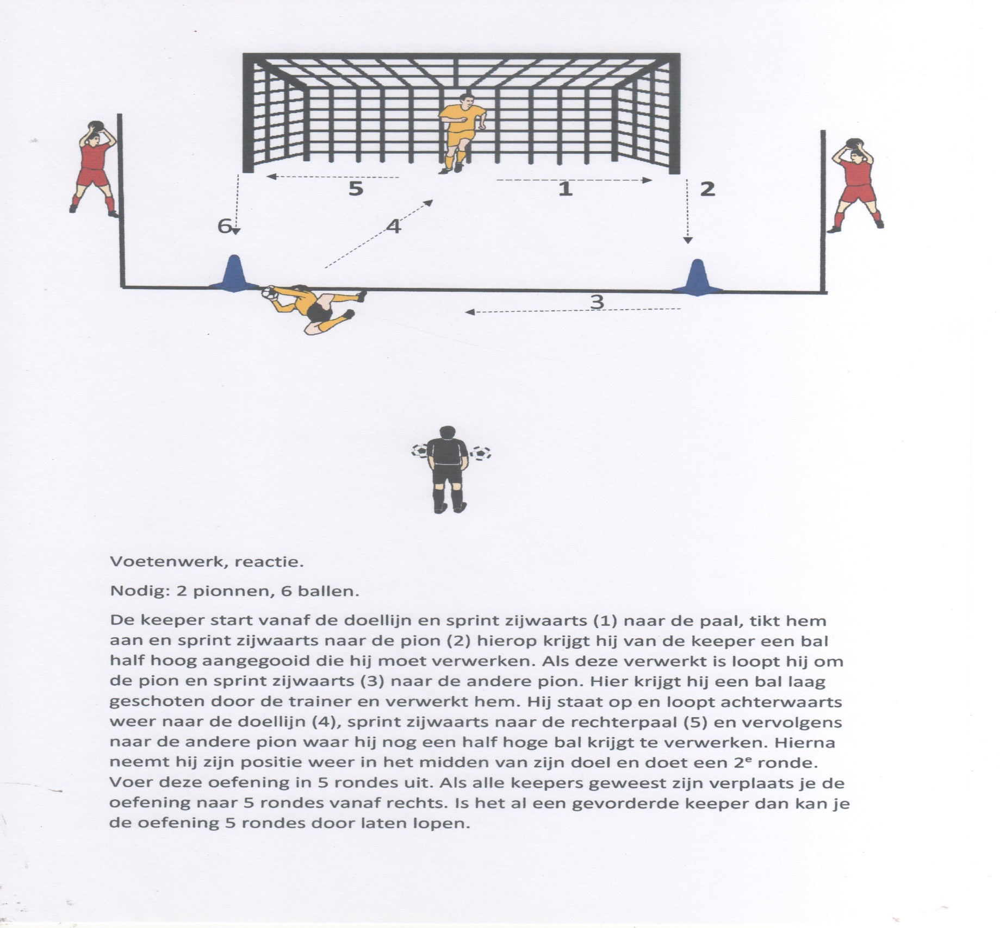 5
1
2
6
4
3
Voetenwerk, reactie.
Nodig: 2 pionnen, 6 ballen.
De keeper start vanaf de doellijn en sprint zijwaarts (1) naar de paal, tikt hem
aan en sprint zijwaarts naar de pion (2) hierop krijgt hij van de keeper een bal
half hoog aangegooid die hij moet verwerken. Als deze verwerkt is loopt hij om
de pion en sprint zijwaarts (3) naar de andere pion. Hier krijgt hij een bal laag
geschoten door de trainer en verwerkt hem. Hij staat op en loopt achterwaarts
weer naar de doellijn (4), sprint zijwaarts naar de rechterpaal (5) en vervolgens
naar de andere pion waar hij nog een half hoge bal krijgt te verwerken. Hierna
neemt hij zijn positie weer in het midden van zijn doel en doet een 2e ronde.
Voer deze oefening in 5 rondes uit. Als alle keepers geweest zijn verplaats je de
oefening naar 5 rondes vanaf rechts. Is het al een gevorderde keeper dan kan je
de oefening 5 rondes door laten lopen.